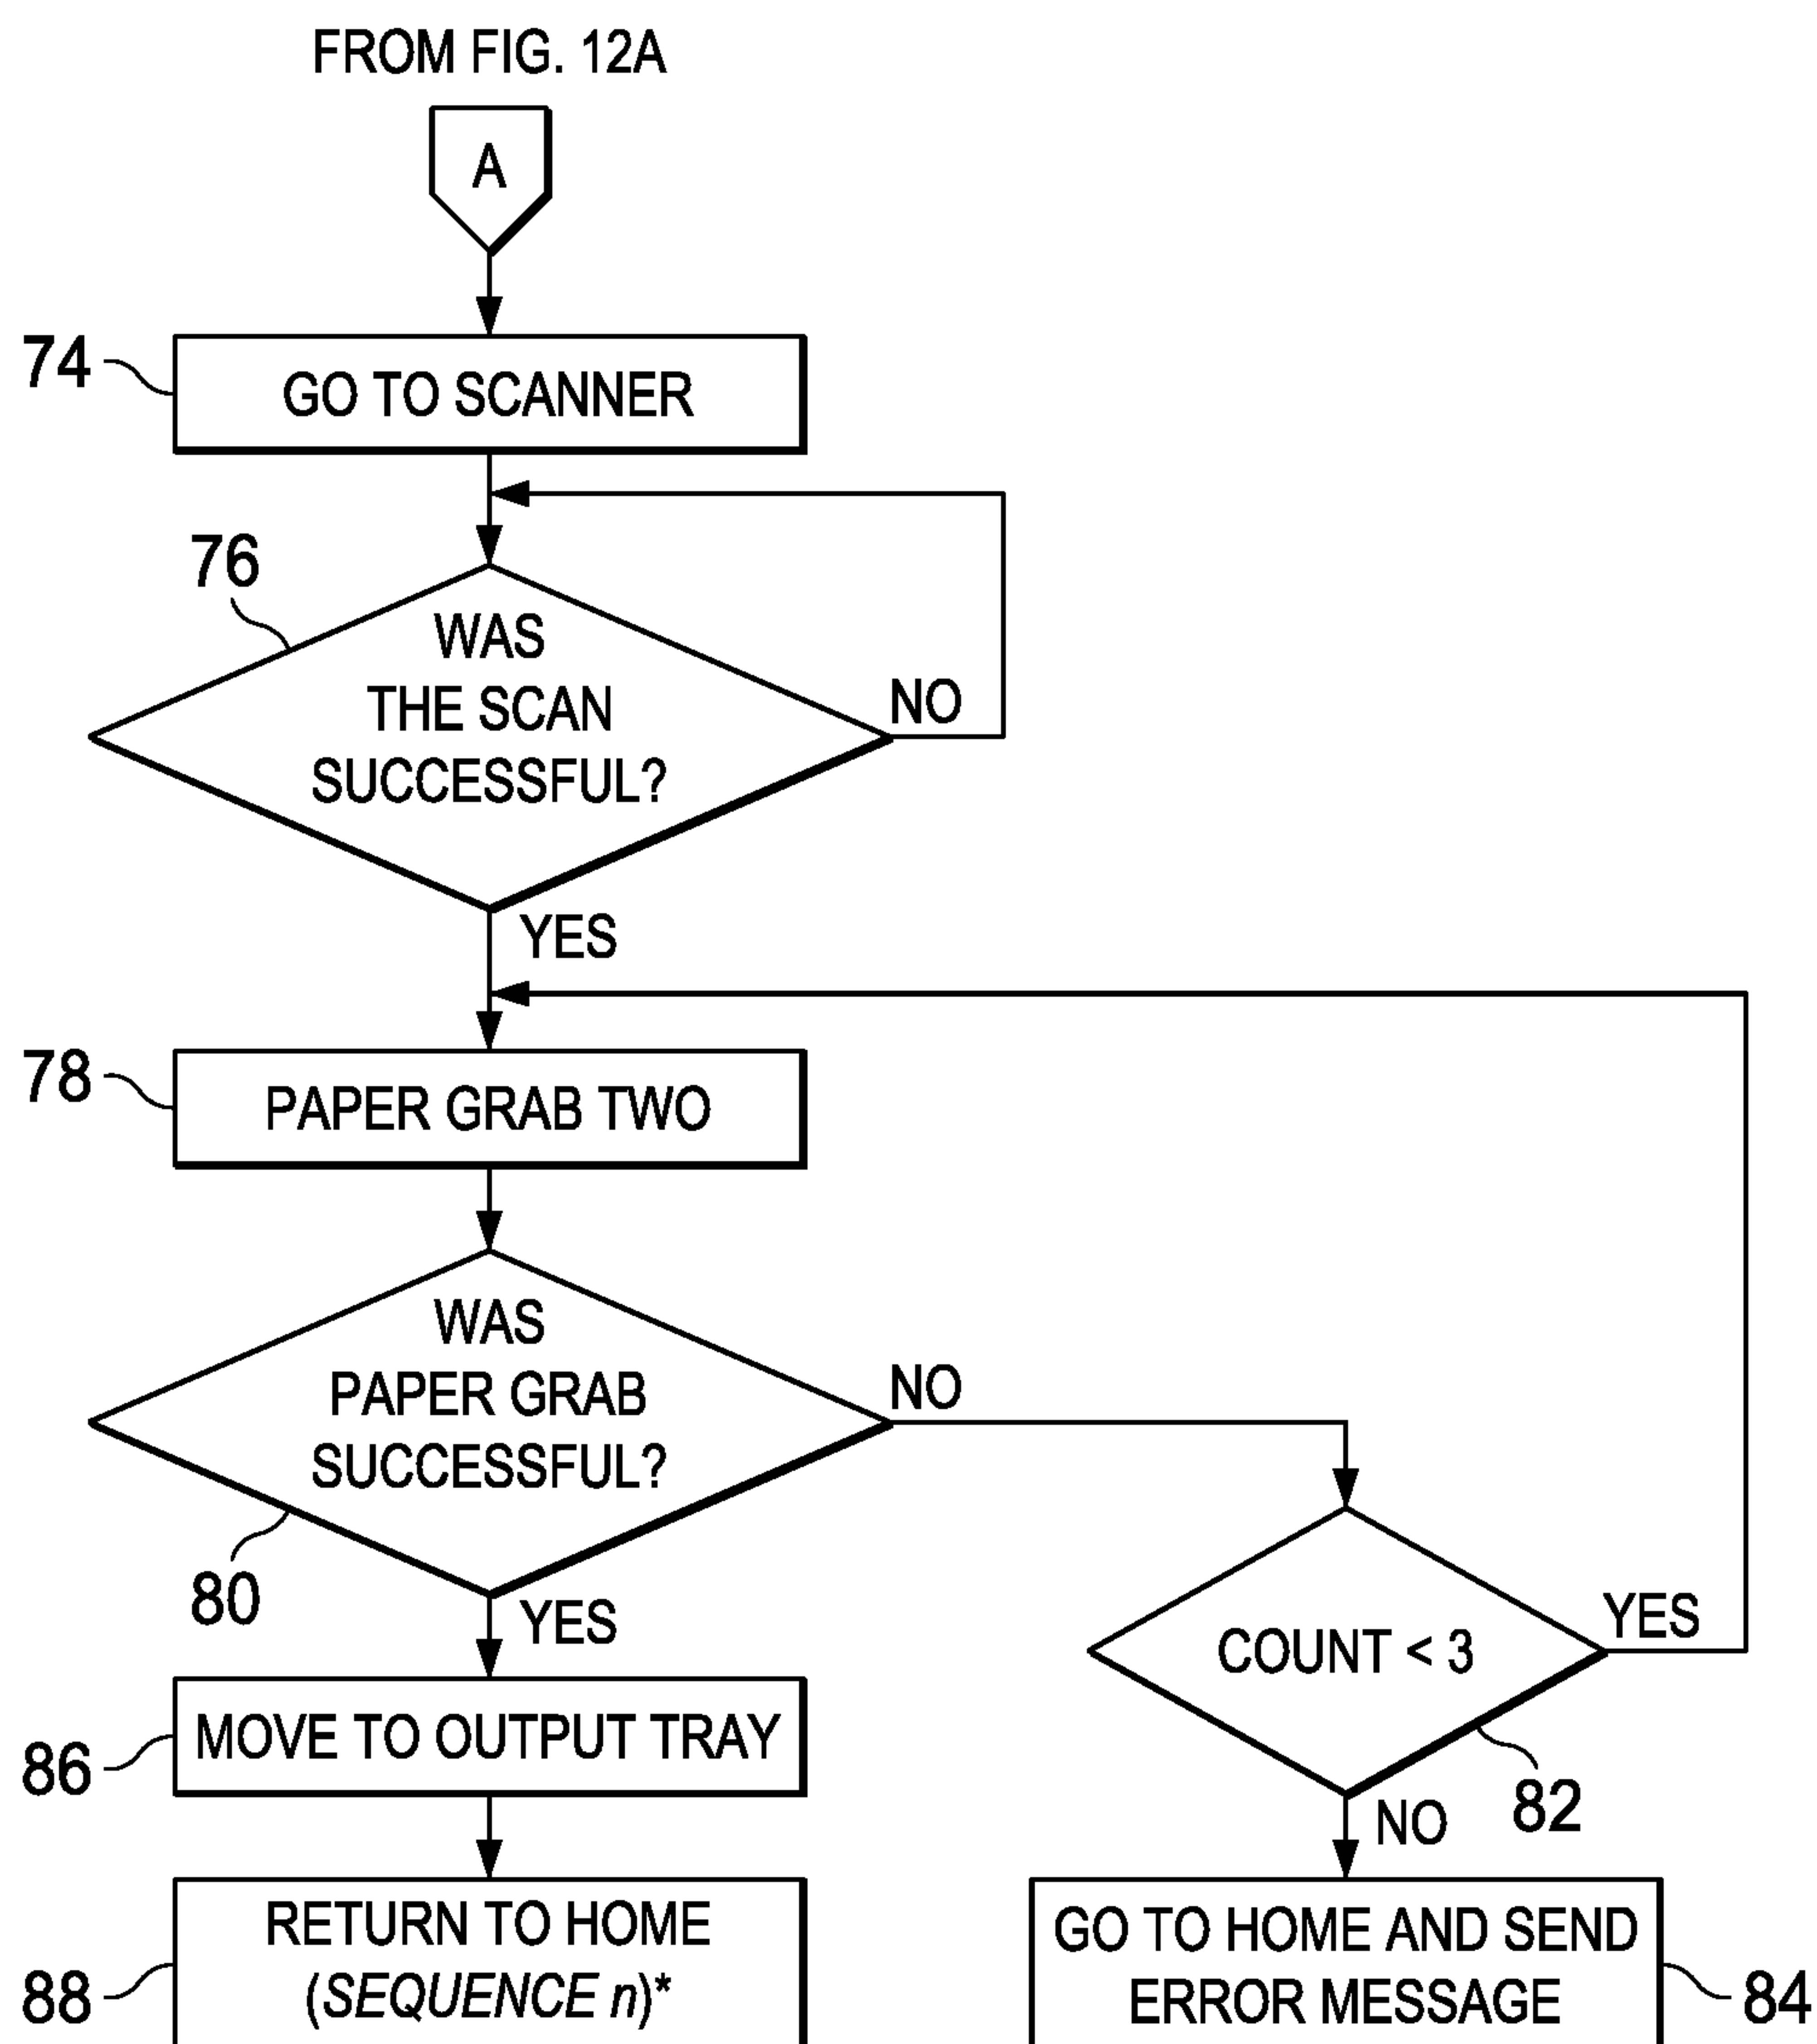 FROM FIG. 12A
A
74
GO TO SCANNER
76
WAS
THE SCAN
SUCCESSFUL?
NO
YES
78
PAPER GRAB TWO
WAS
PAPER GRAB
SUCCESSFUL?
NO
80
YES
COUNT < 3
YES
86
MOVE TO OUTPUT TRAY
82
NO
88
RETURN TO HOME
(SEQUENCE n)*
GO TO HOME AND SEND
ERROR MESSAGE
84